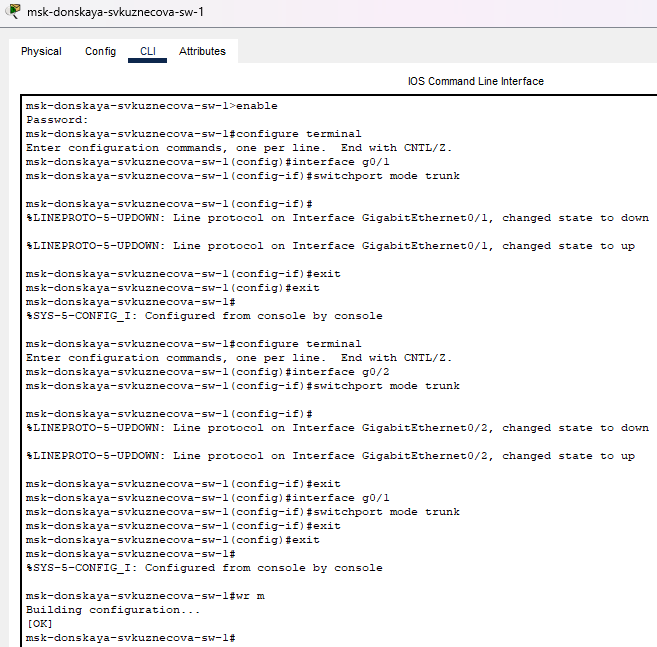 msk-donskaya-svkuznecova-sw-1
Physical Config CLI Attributes
IOS Command Line Interface
msk-donskaya-svkuznecova-sw-1>enable
Password:
msk-donskaya-svkuznecova-sw-1#configure terminal
Enter configuration commands, one per line.  End with CNTL/Z.
msk-donskaya-svkuznecova-sw-1(config)#interface g0/1
msk-donskaya-svkuznecova-sw-1(config-if)#switchport mode trunk
msk-donskaya-svkuznecova-sw-1(config-if)#
%LINEPROTO-5-UPDOWN: Line protocol on Interface GigabitEthernet0/1, changed state to down
%LINEPROTO-5-UPDOWN: Line protocol on Interface GigabitEthernet0/1, changed state to up
msk-donskaya-svkuznecova-sw-1(config-if)#exit
msk-donskaya-svkuznecova-sw-1(config)#exit
msk-donskaya-svkuznecova-sw-1#
%SYS-5-CONFIG_I: Configured from console by console
msk-donskaya-svkuznecova-sw-1#configure terminal
Enter configuration commands, one per line.  End with CNTL/Z.
msk-donskaya-svkuznecova-sw-1(config)#interface g0/2
msk-donskaya-svkuznecova-sw-1(config-if)#switchport mode trunk
msk-donskaya-svkuznecova-sw-1(config-if)#
%LINEPROTO-5-UPDOWN: Line protocol on Interface GigabitEthernet0/2, changed state to down
%LINEPROTO-5-UPDOWN: Line protocol on Interface GigabitEthernet0/2, changed state to up
msk-donskaya-svkuznecova-sw-1(config-if)#exit
msk-donskaya-svkuznecova-sw-1(config)#interface g0/1
msk-donskaya-svkuznecova-sw-1(config-if)#switchport mode trunk
msk-donskaya-svkuznecova-sw-1(config-if)#exit
msk-donskaya-svkuznecova-sw-1(config)#exit
msk-donskaya-svkuznecova-sw-1#
%SYS-5-CONFIG_I: Configured from console by console
msk-donskaya-svkuznecova-sw-1#wr m
Building configuration...
[OK]
msk-donskaya-svkuznecova-sw-1#